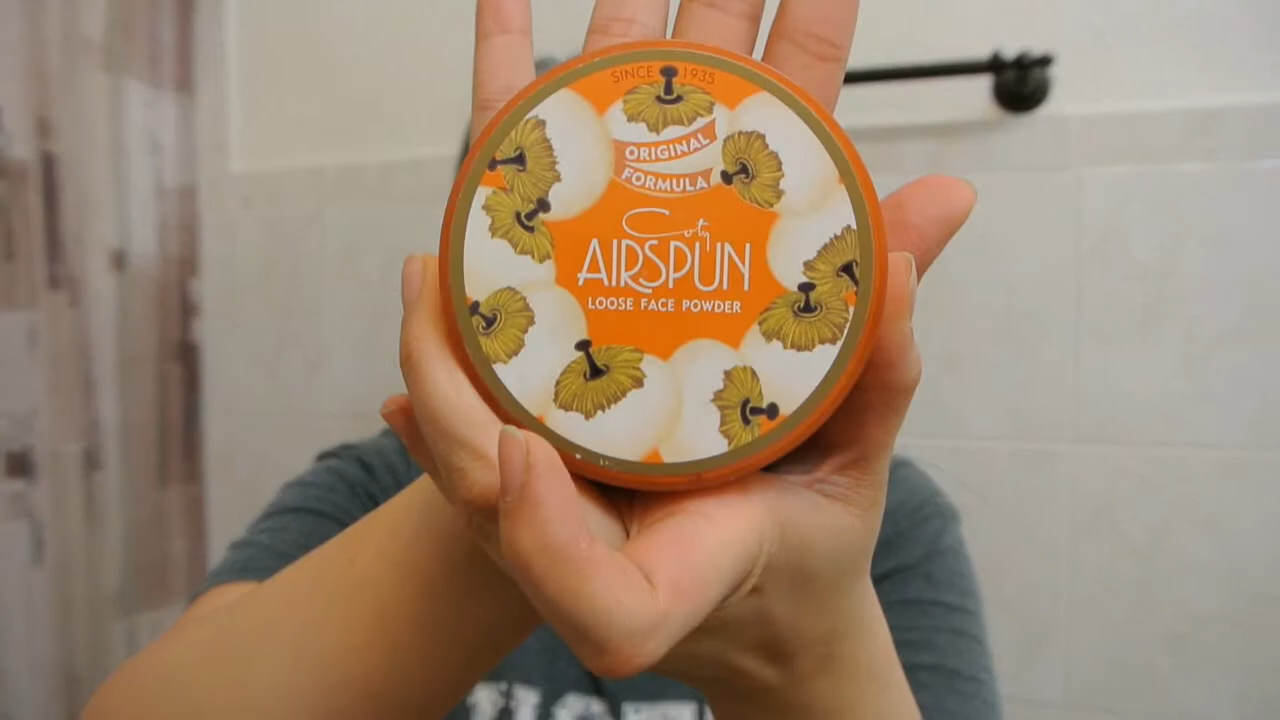 SINCE 1935
ORIGINAL
FORMULA
Coty
AIRSPUN
LOOSE FACE POWDER